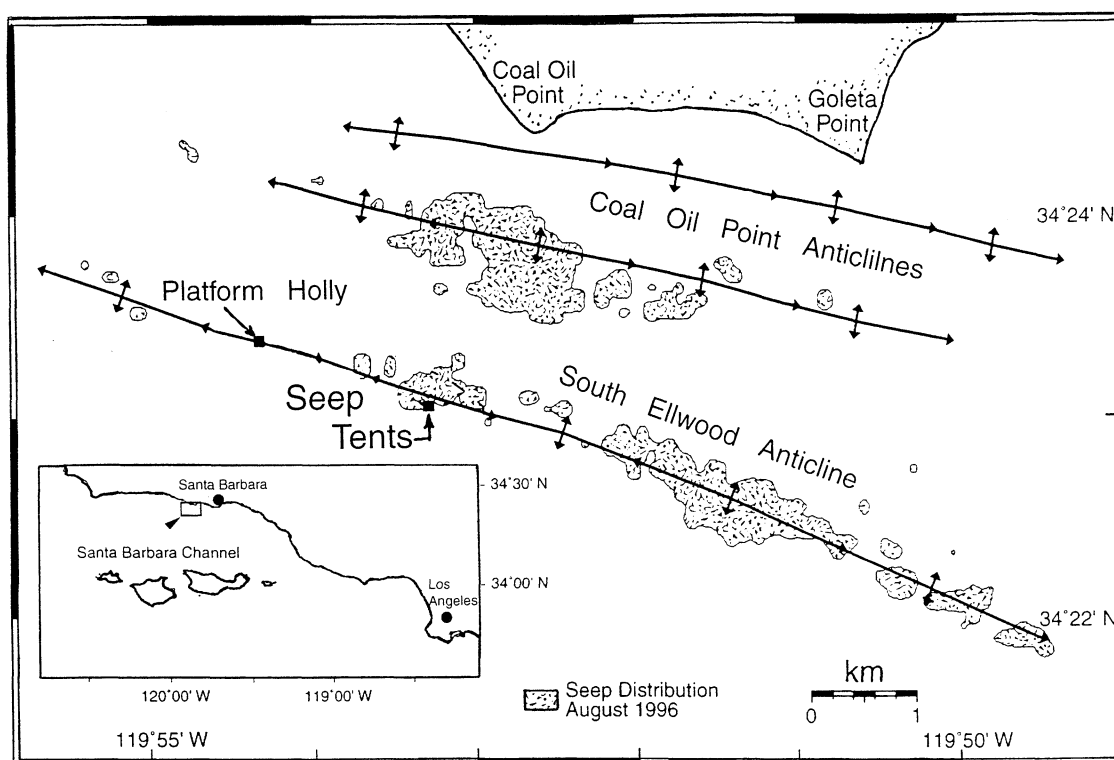 Coal Oil
Point
Goleta
Point
34°24' N
Coal Oil Point Anticlilnes
Platform Holly
Seep
Tents
South Ellwood Anticline
Santa Barbara
34°30' N
Santa Barbara Channel
34°00' N
Los
Angeles
120°00' W
119°00' W
34°22' N
km
0
1
Seep Distribution
August 1996
119°55' W
119°50' W